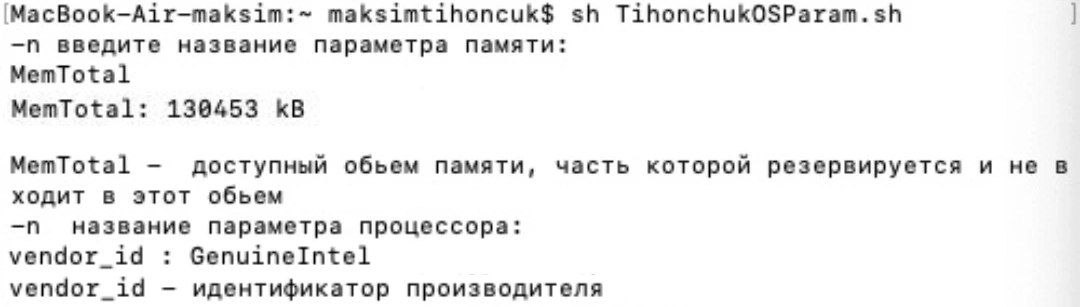 [MacBook-Air-maksim:~ maksimtihoncuk$ sh TihonchukOSParam.sh ]
-n введите название параметра памяти:
MemTotal
MemTotal: 130453 kB
MemTotal - доступный обьем памяти, часть которой резервируется и не в
ходит в этот обьем
-n  название параметра процессора:
vendor_id : GenuineIntel
vendor_id - идентификатор производителя